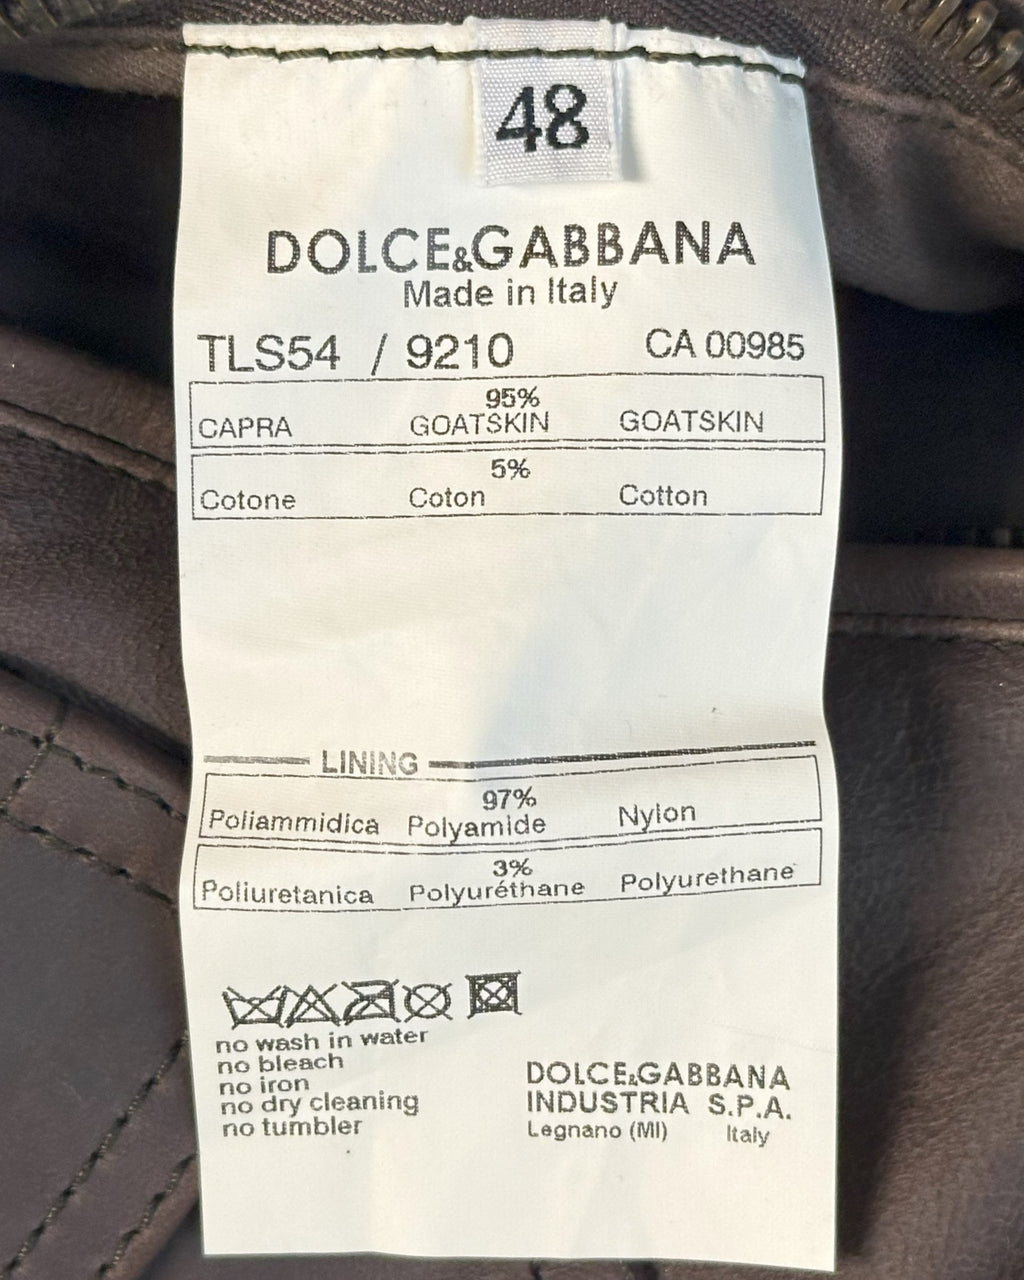 48
DOLCE&GABBANA
Made in Italy
TLS54 / 9210 CA 00985
95%
CAPRA GOATSKIN GOATSKIN
5%
Cotone Coton Cotton
LINING
97%
Poliammidica Polyamide Nylon
3%
Poliuretanica Polyuréthane Polyurethane
no wash in water
no bleach
no iron
no dry cleaning
no tumbler
DOLCE&GABBANA
INDUSTRIA S.P.A.
Legnano (MI) Italy